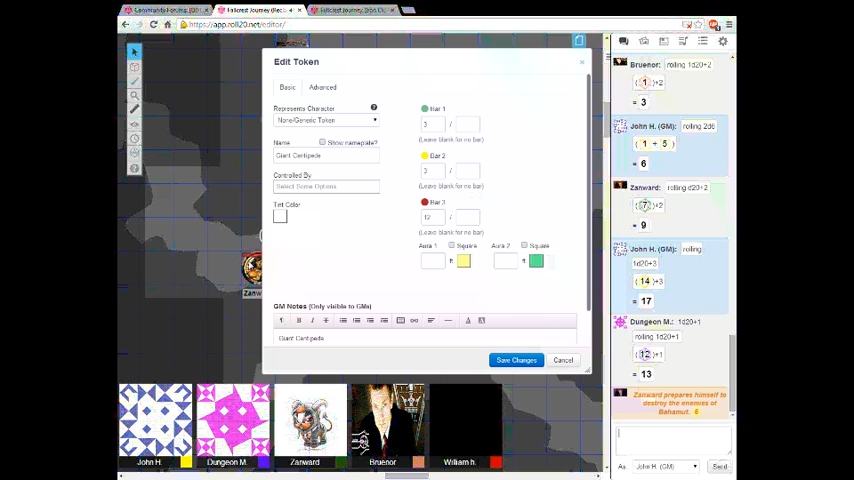 https://app.roll20.net/editor/
Edit Token
×
Basic
Advanced
Represents Character
None/Generic Token
Name
Show nameplate?
Giant Centipede
Controlled By
Select Some Options
Tint Color
Bar 1
3 /
(Leave blank for no bar)
Bar 2
3 /
(Leave blank for no bar)
Bar 3
12 /
(Leave blank for no bar)
Aura 1
Square
Aura 2
Square
ft
ft
GM Notes (Only visible to GMs)
Giant Centipede
Save Changes
Cancel
Zanw
John H.
Dungeon M.
Zanward
Bruenor
William h.
Bruenor:
rolling 1d20+2
(1)+2
= 3
John H. (GM):
rolling 2d6
(1 + 5)
= 6
Zanward:
rolling d20+2
(7)+2
= 9
John H. (GM):
rolling
1d20+3
(14)+3
= 17
Dungeon M.:
1d20+1
rolling 1d20+1
(12)+1
= 13
Zanward prepares himself to
destroy the enemies of
Bahamut. 6
As:
John H. (GM)
Send